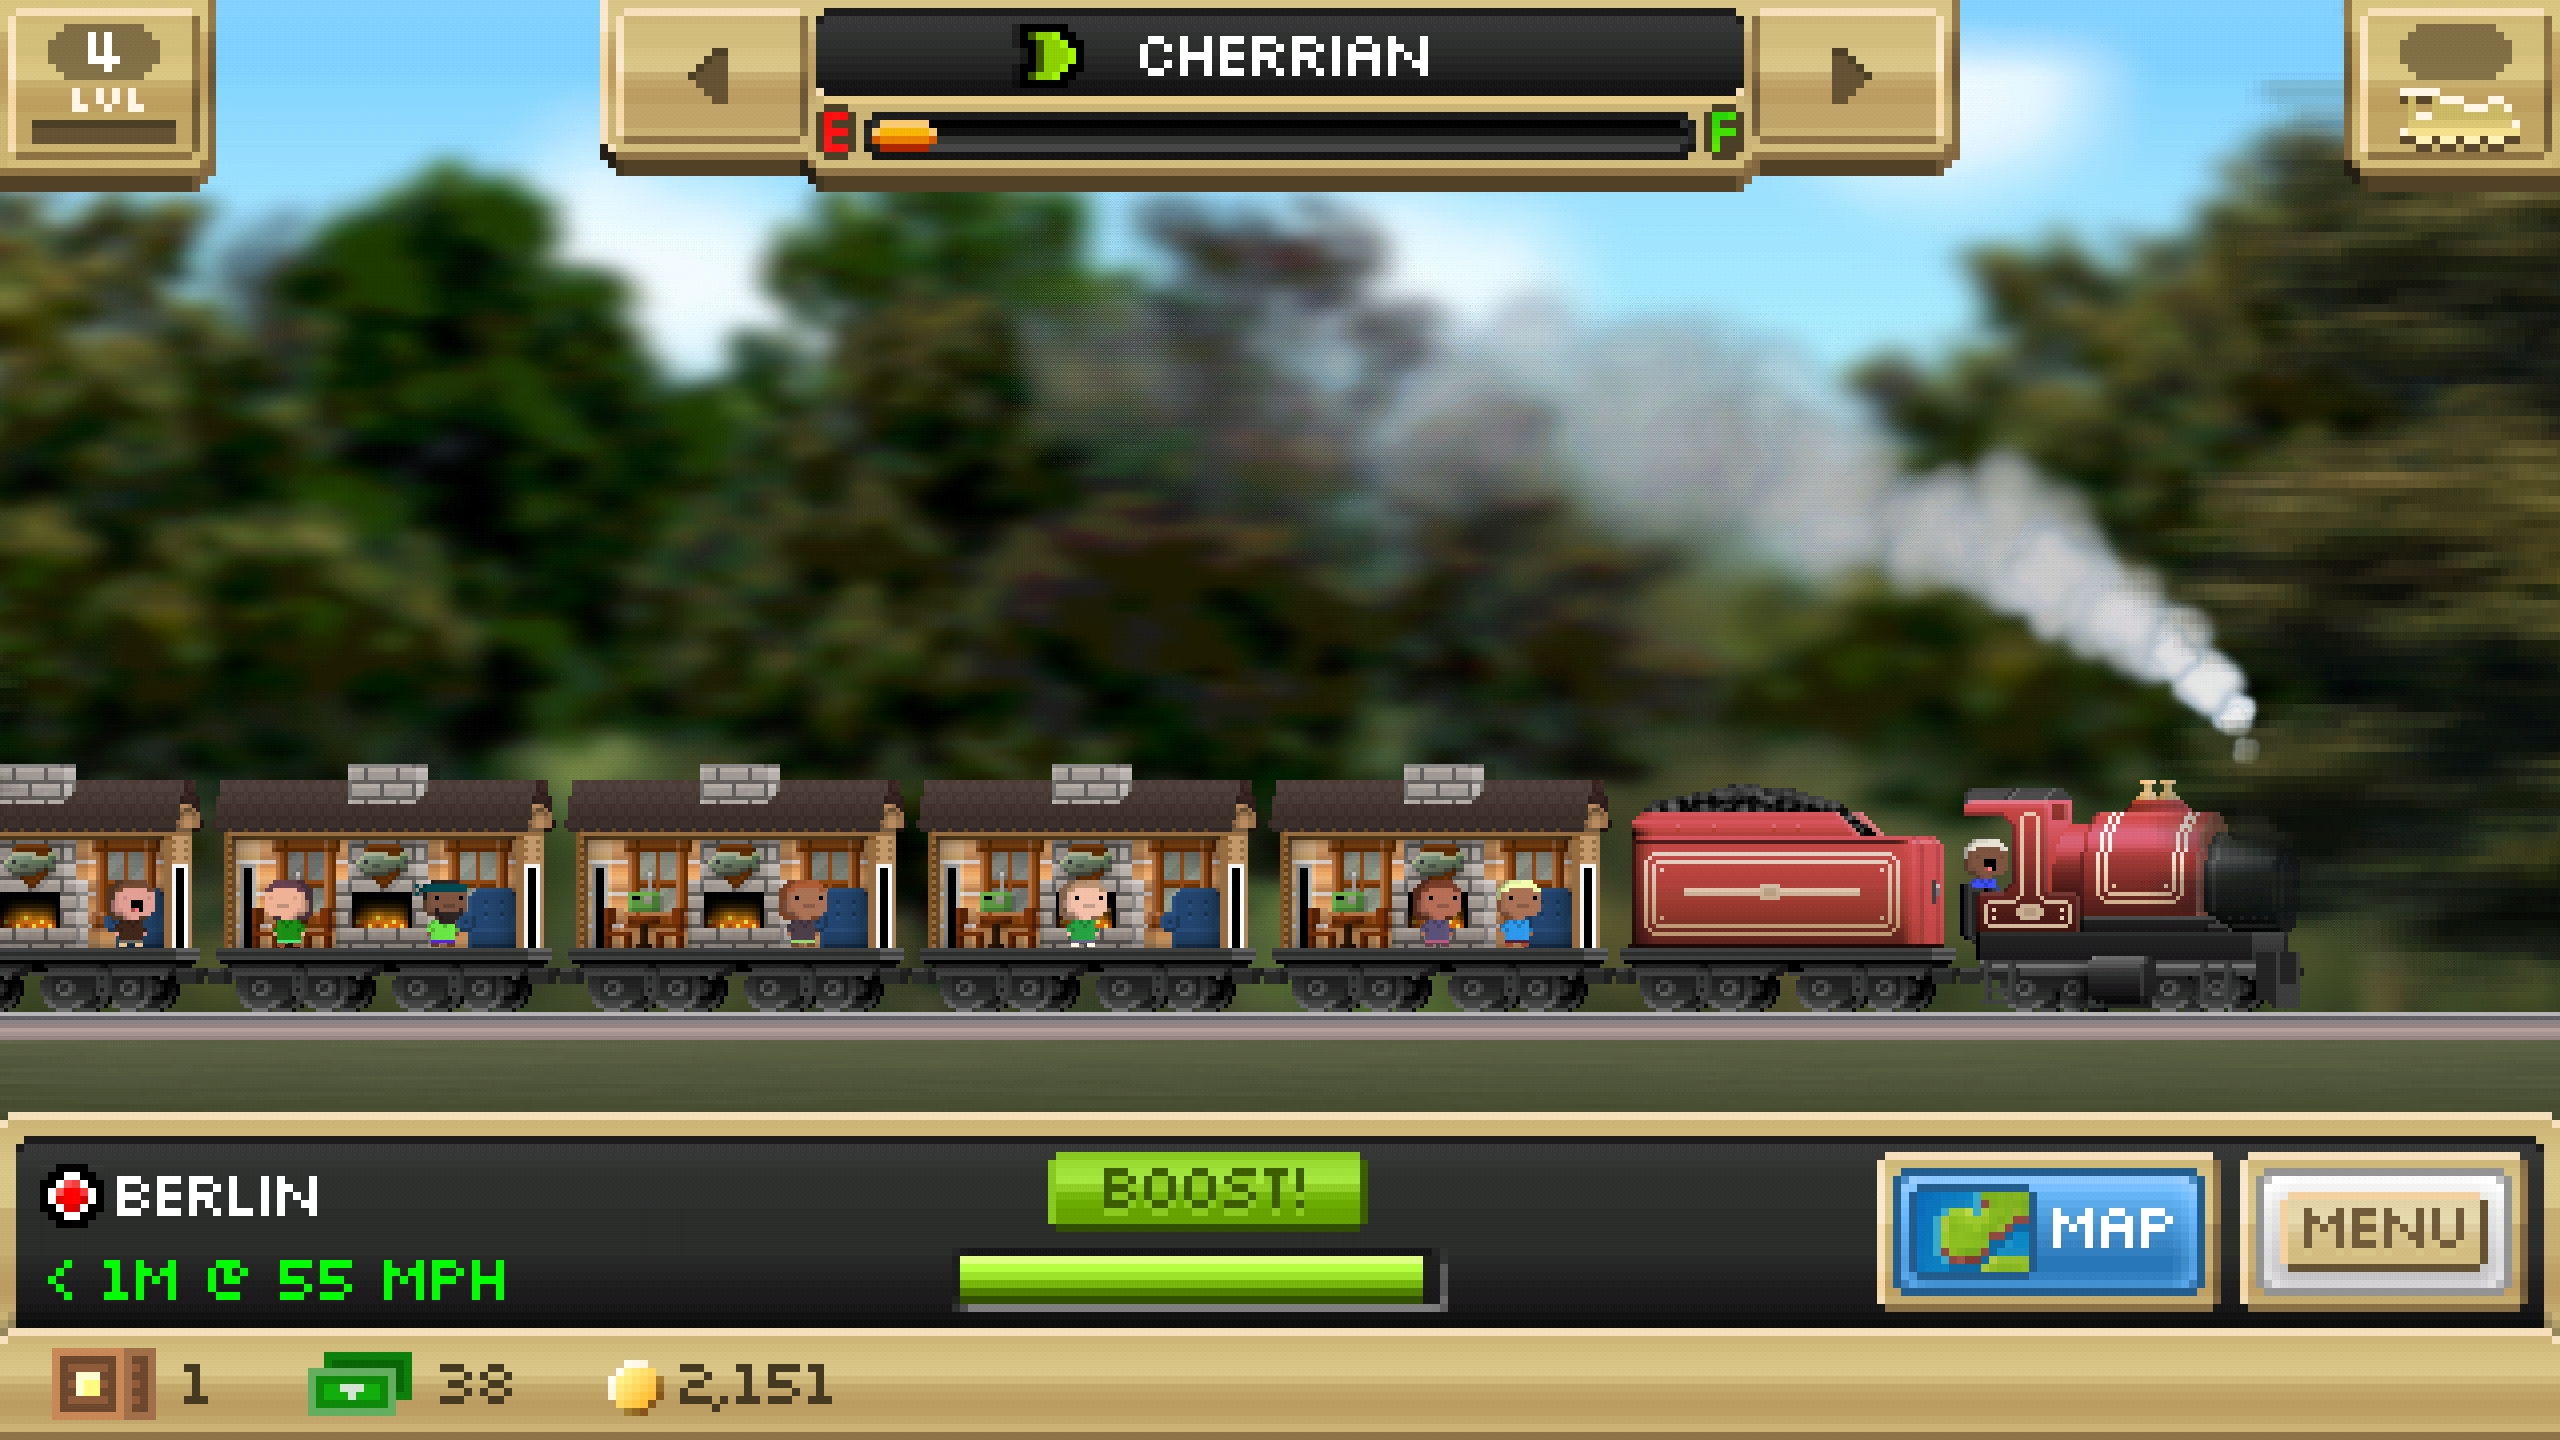 4
LVL
CHERRIAN
E F
BERLIN
BOOST!
MAP
MENU
< 1M @ 55 MPH
1 38 2,151